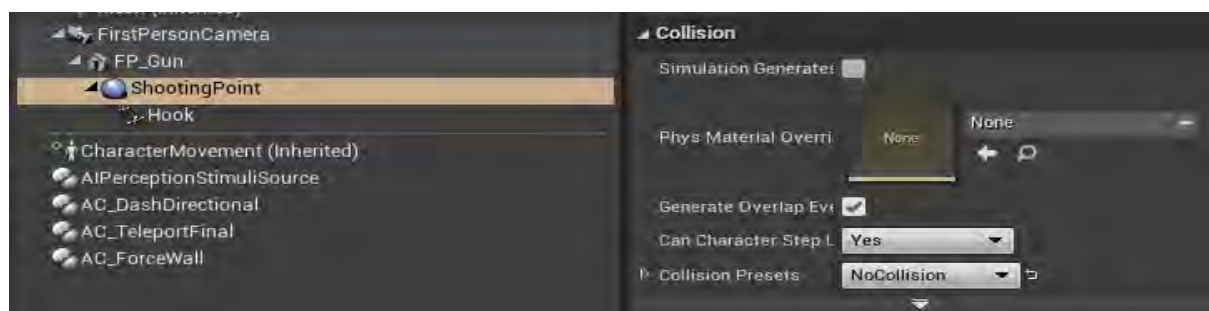 FirstPersonCamera
FP_Gun
ShootingPoint
Hook
CharacterMovement (Inherited)
AIPerceptionStimuliSource
AC_DashDirectional
AC_TeleportFinal
AC_ForceWall
Collision
Simulation Generates
Phys Material Overri
None
None
Generate Overlap Eve
Can Character Step U
Yes
Collision Presets
NoCollision